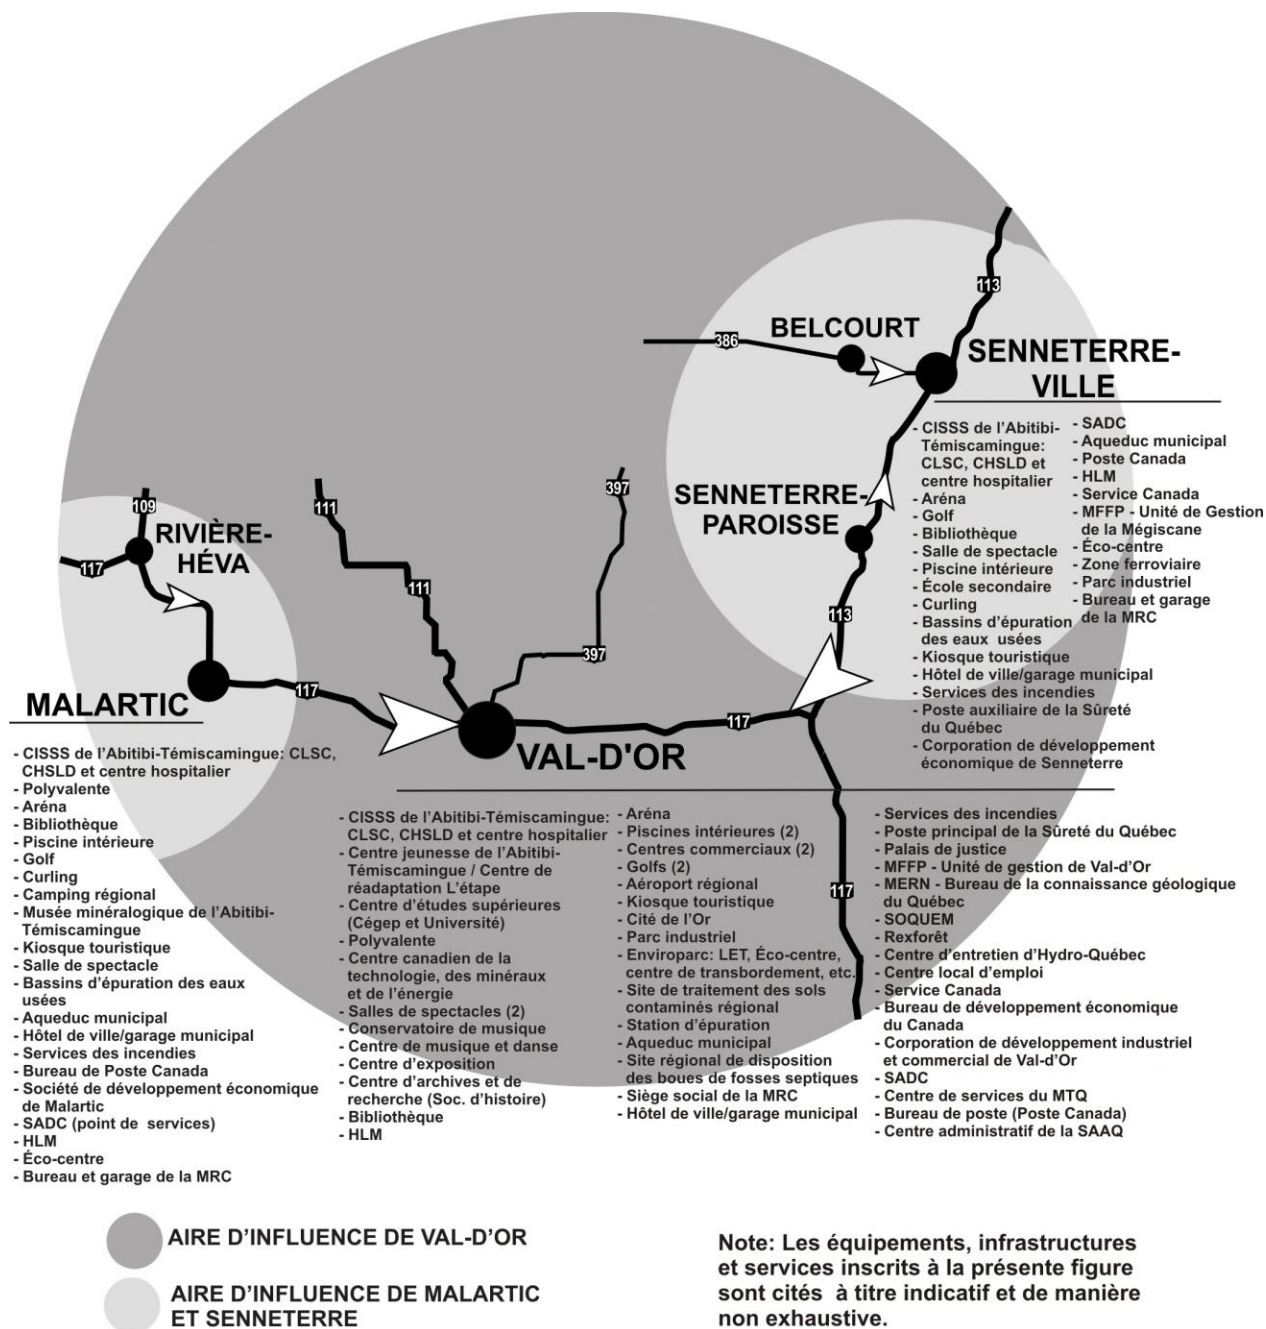 113
BELCOURT
386
SENNETERRE-
VILLE
- CISSS de l'Abitibi-
Témiscamingue:
CLSC, CHSLD et
centre hospitalier
- Aréna
- Golf
- Bibliothèque
- Salle de spectacle
- Piscine intérieure
- École secondaire
- Curling
- Bassins d'épuration
des eaux usées
- Kiosque touristique
- Hôtel de ville/garage municipal
- Services des incendies
- Poste auxiliaire de la Sûreté
du Québec
- Corporation de développement
économique de Senneterre
- SADC
- Aqueduc municipal
- Poste Canada
- HLM
- Service Canada
- MFFP - Unité de Gestion
de la Mégiscane
- Éco-centre
- Zone ferroviaire
- Parc industriel
- Bureau et garage
de la MRC
SENNETERRE-
PAROISSE
113
397
397
111
111
109
RIVIÈRE-
HÉVA
117
117
117
117
MALARTIC
- CISSS de l'Abitibi-Témiscamingue: CLSC,
CHSLD et centre hospitalier
- Polyvalente
- Aréna
- Bibliothèque
- Piscine intérieure
- Golf
- Curling
- Camping régional
- Musée minéralogique de l'Abitibi-
Témiscamingue
- Kiosque touristique
- Salle de spectacle
- Bassins d'épuration des eaux
usées
- Aqueduc municipal
- Hôtel de ville/garage municipal
- Services des incendies
- Bureau de Poste Canada
- Société de développement économique
de Malartic
- SADC (point de services)
- HLM
- Éco-centre
- Bureau et garage de la MRC
VAL-D'OR
- CISSS de l'Abitibi-Témiscamingue:
CLSC, CHSLD et centre hospitalier
- Centre jeunesse de l'Abitibi-
Témiscamingue / Centre de
réadaptation L'étape
- Centre d'études supérieures
(Cégep et Université)
- Polyvalente
- Centre canadien de la
technologie, des minéraux
et de l'énergie
- Salles de spectacles (2)
- Conservatoire de musique
- Centre de musique et danse
- Centre d'exposition
- Centre d'archives et de
recherche (Soc. d'histoire)
- Bibliothèque
- HLM
- Aréna
- Piscines intérieures (2)
- Centres commerciaux (2)
- Golfs (2)
- Aéroport régional
- Kiosque touristique
- Cité de l'Or
- Parc industriel
- Enviroparc: LET, Éco-centre,
centre de transbordement, etc.
- Site de traitement des sols
contaminés régional
- Station d'épuration
- Aqueduc municipal
- Site régional de disposition
des boues de fosses septiques
- Siège social de la MRC
- Hôtel de ville/garage municipal
- Services des incendies
- Poste principal de la Sûreté du Québec
- Palais de justice
- MFFP - Unité de gestion de Val-d'Or
- MERN - Bureau de la connaissance géologique
du Québec
- SOQUEM
- Rexforêt
- Centre d'entretien d'Hydro-Québec
- Centre local d'emploi
- Service Canada
- Bureau de développement économique
du Canada
- Corporation de développement industriel
et commercial de Val-d'Or
- SADC
- Centre de services du MTQ
- Bureau de poste (Poste Canada)
- Centre administratif de la SAAQ
AIRE D'INFLUENCE DE VAL-D'OR
AIRE D'INFLUENCE DE MALARTIC
ET SENNETERRE
Note: Les équipements, infrastructures
et services inscrits à la présente figure
sont cités à titre indicatif et de manière
non exhaustive.